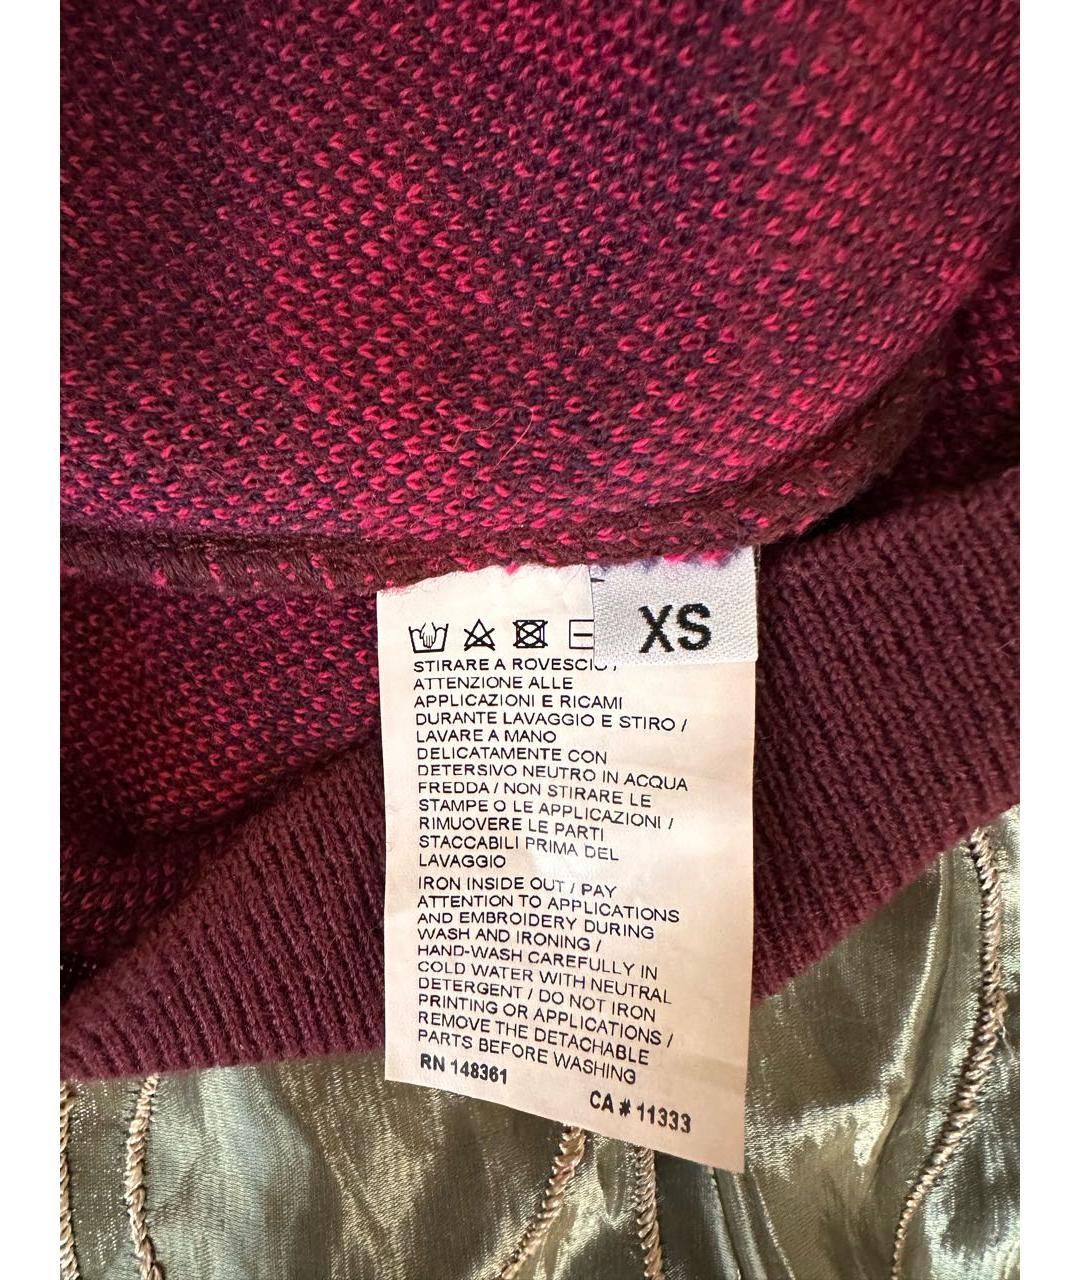 XS
STIRARE A ROVESCIO /
ATTENZIONE ALLE
APPLICAZIONI E RICAMI
DURANTE LAVAGGIO E STIRO /
LAVARE A MANO
DELICATAMENTE CON
DETERSIVO NEUTRO IN ACQUA
FREDDA / NON STIRARE LE
STAMPE O LE APPLICAZIONI /
RIMUOVERE LE PARTI
STACCABILI PRIMA DEL
LAVAGGIO
IRON INSIDE OUT / PAY
ATTENTION TO APPLICATIONS
AND EMBROIDERY DURING
WASH AND IRONING /
HAND-WASH CAREFULLY IN
COLD WATER WITH NEUTRAL
DETERGENT / DO NOT IRON
PRINTING OR APPLICATIONS /
REMOVE THE DETACHABLE
PARTS BEFORE WASHING
RN 148361
CA # 11333